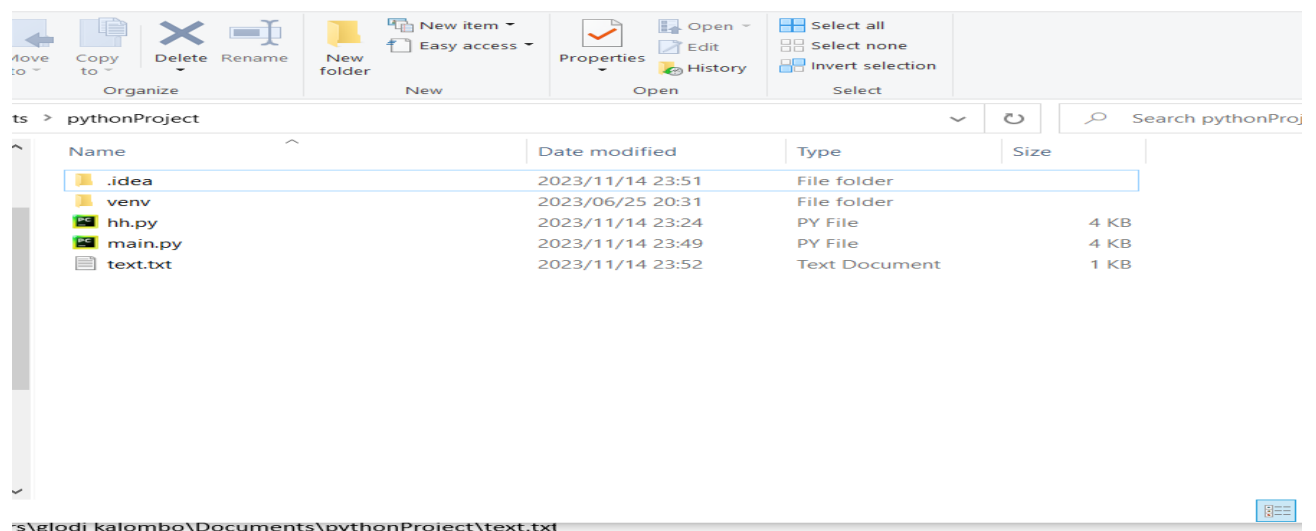 New item
Open
Select all
Easy access
Edit
Select none
Move to
Copy to
Delete
Rename
New folder
Properties
History
Invert selection
Organize
New
Open
Select
ts > pythonProject
Search pythonProj
Name Date modified Type Size
.idea 2023/11/14 23:51 File folder
venv 2023/06/25 20:31 File folder
hh.py 2023/11/14 23:24 PY File 4 KB
main.py 2023/11/14 23:49 PY File 4 KB
text.txt 2023/11/14 23:52 Text Document 1 KB
rs\glodi kalombo\Documents\pythonProject\text.txt